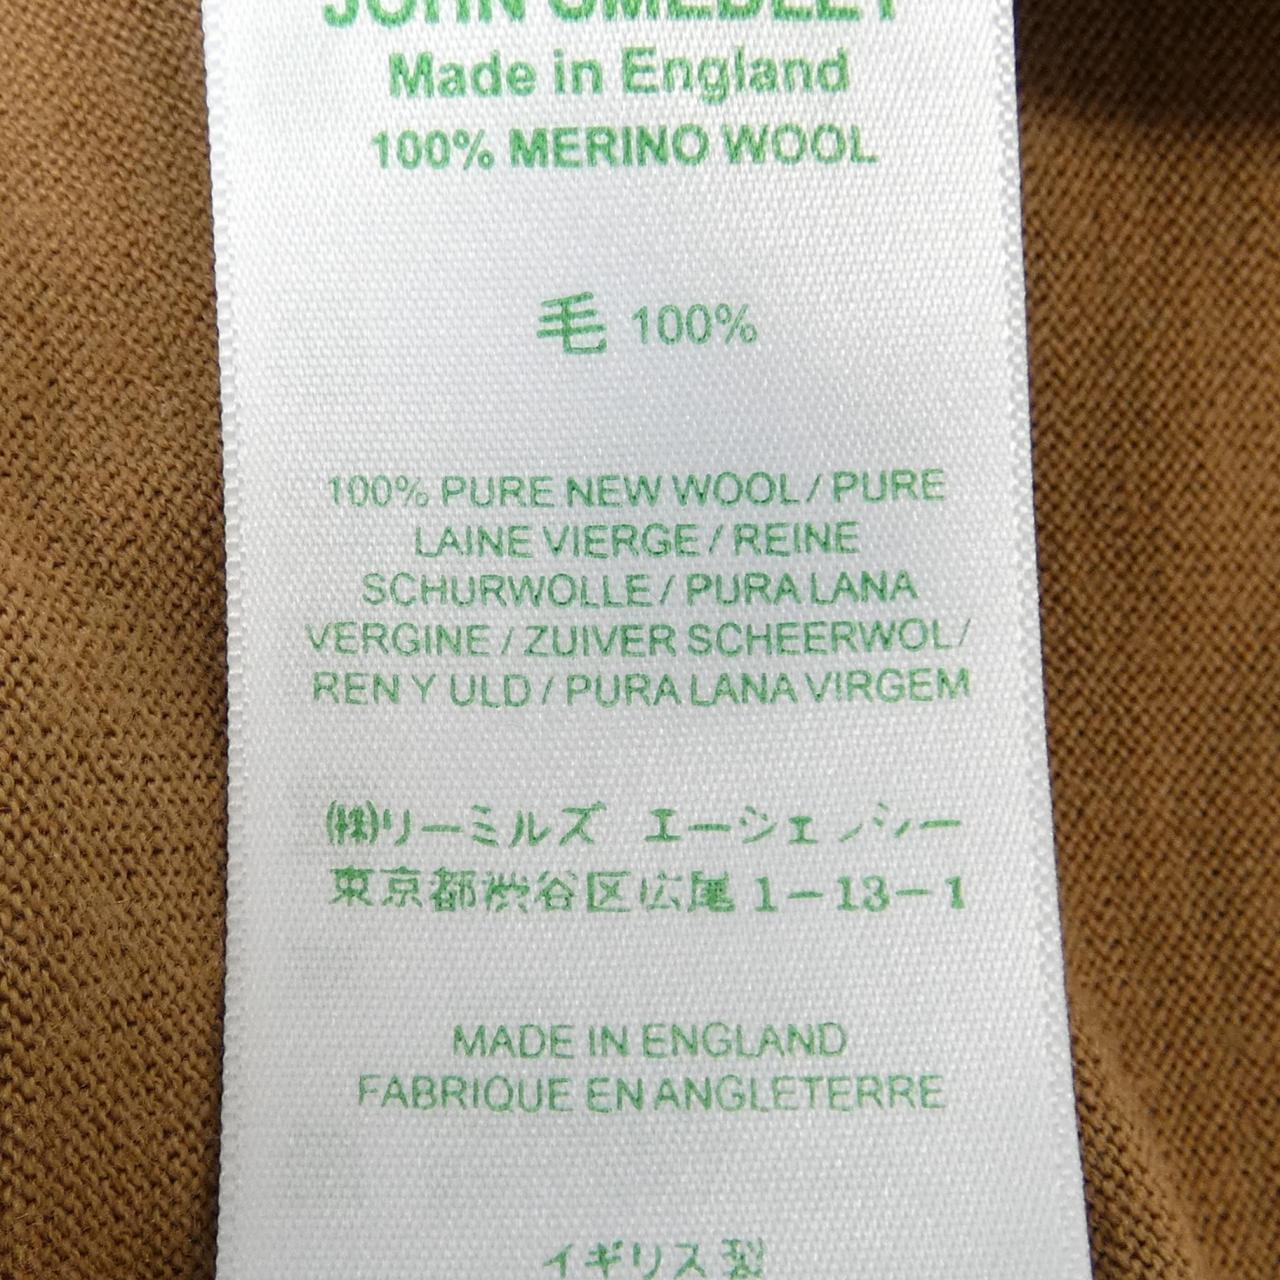 JOHN SMEDLEY
Made in England
100% MERINO WOOL
毛 100%
100% PURE NEW WOOL / PURE
LAINE VIERGE / REINE
SCHURWOLLE / PURA LANA
VERGINE / ZUIVER SCHEERWOL /
REN Y ULD / PURA LANA VIRGEM
㈱リーミルズ エージェンシー
東京都渋谷区広尾1-13-1
MADE IN ENGLAND
FABRIQUE EN ANGLETERRE
イギリス製